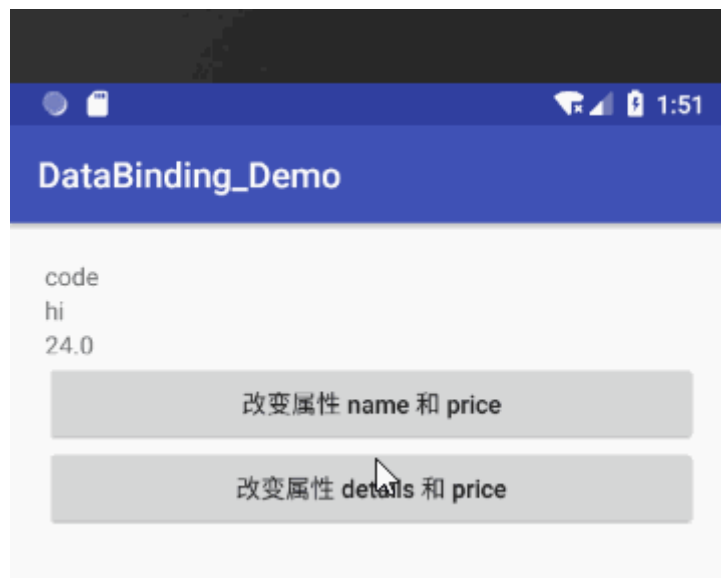 1:51
DataBinding_Demo
code
hi
24.0
改变属性 name 和 price
改变属性 details 和 price